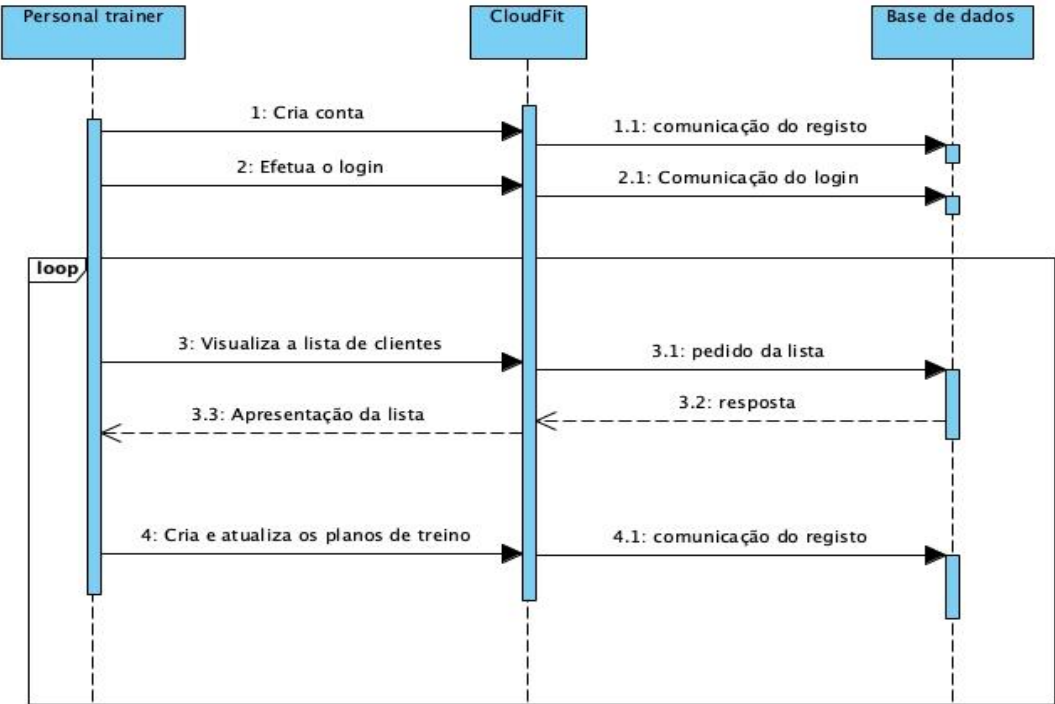 Personal trainer
CloudFit
Base de dados
1: Cria conta
1.1: comunicação do registo
2: Efetua o login
2.1: Comunicação do login
loop
3: Visualiza a lista de clientes
3.1: pedido da lista
3.2: resposta
3.3: Apresentação da lista
4: Cria e atualiza os planos de treino
4.1: comunicação do registo